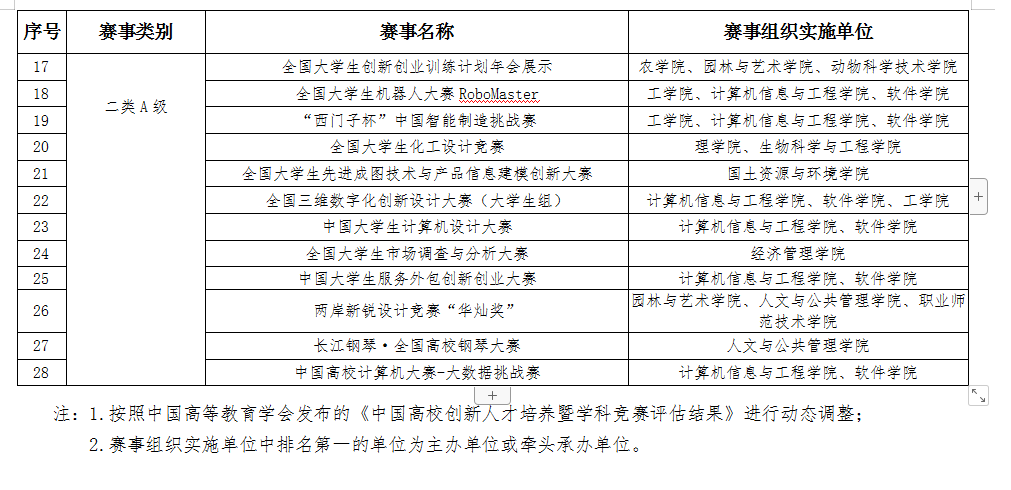 序号 赛事类别 赛事名称 赛事组织实施单位
17 全国大学生创新创业训练计划年会展示 农学院、园林与艺术学院、动物科学技术学院
二类A级
18 全国大学生机器人大赛RoboMaster 工学院、计算机信息与工程学院、软件学院
19 “西门子杯”中国智能制造挑战赛 工学院、计算机信息与工程学院、软件学院
20 全国大学生化工设计竞赛 理学院、生物科学与工程学院
21 全国大学生先进成图技术与产品信息建模创新大赛 国土资源与环境学院
22 全国三维数字化创新设计大赛（大学生组） 计算机信息与工程学院、软件学院、工学院
23 中国大学生计算机设计大赛 计算机信息与工程学院、软件学院
24 全国大学生市场调查与分析大赛 经济管理学院
25 中国大学生服务外包创新创业大赛 计算机信息与工程学院、软件学院
26 两岸新锐设计竞赛“华灿奖” 园林与艺术学院、人文与公共管理学院、职业师
范技术学院
27 长江钢琴·全国高校钢琴大赛 人文与公共管理学院
28 中国高校计算机大赛-大数据挑战赛 计算机信息与工程学院、软件学院
注：1.按照中国高等教育学会发布的《中国高校创新人才培养暨学科竞赛评估结果》进行动态调整；
2.赛事组织实施单位中排名第一的单位为主办单位或牵头承办单位。